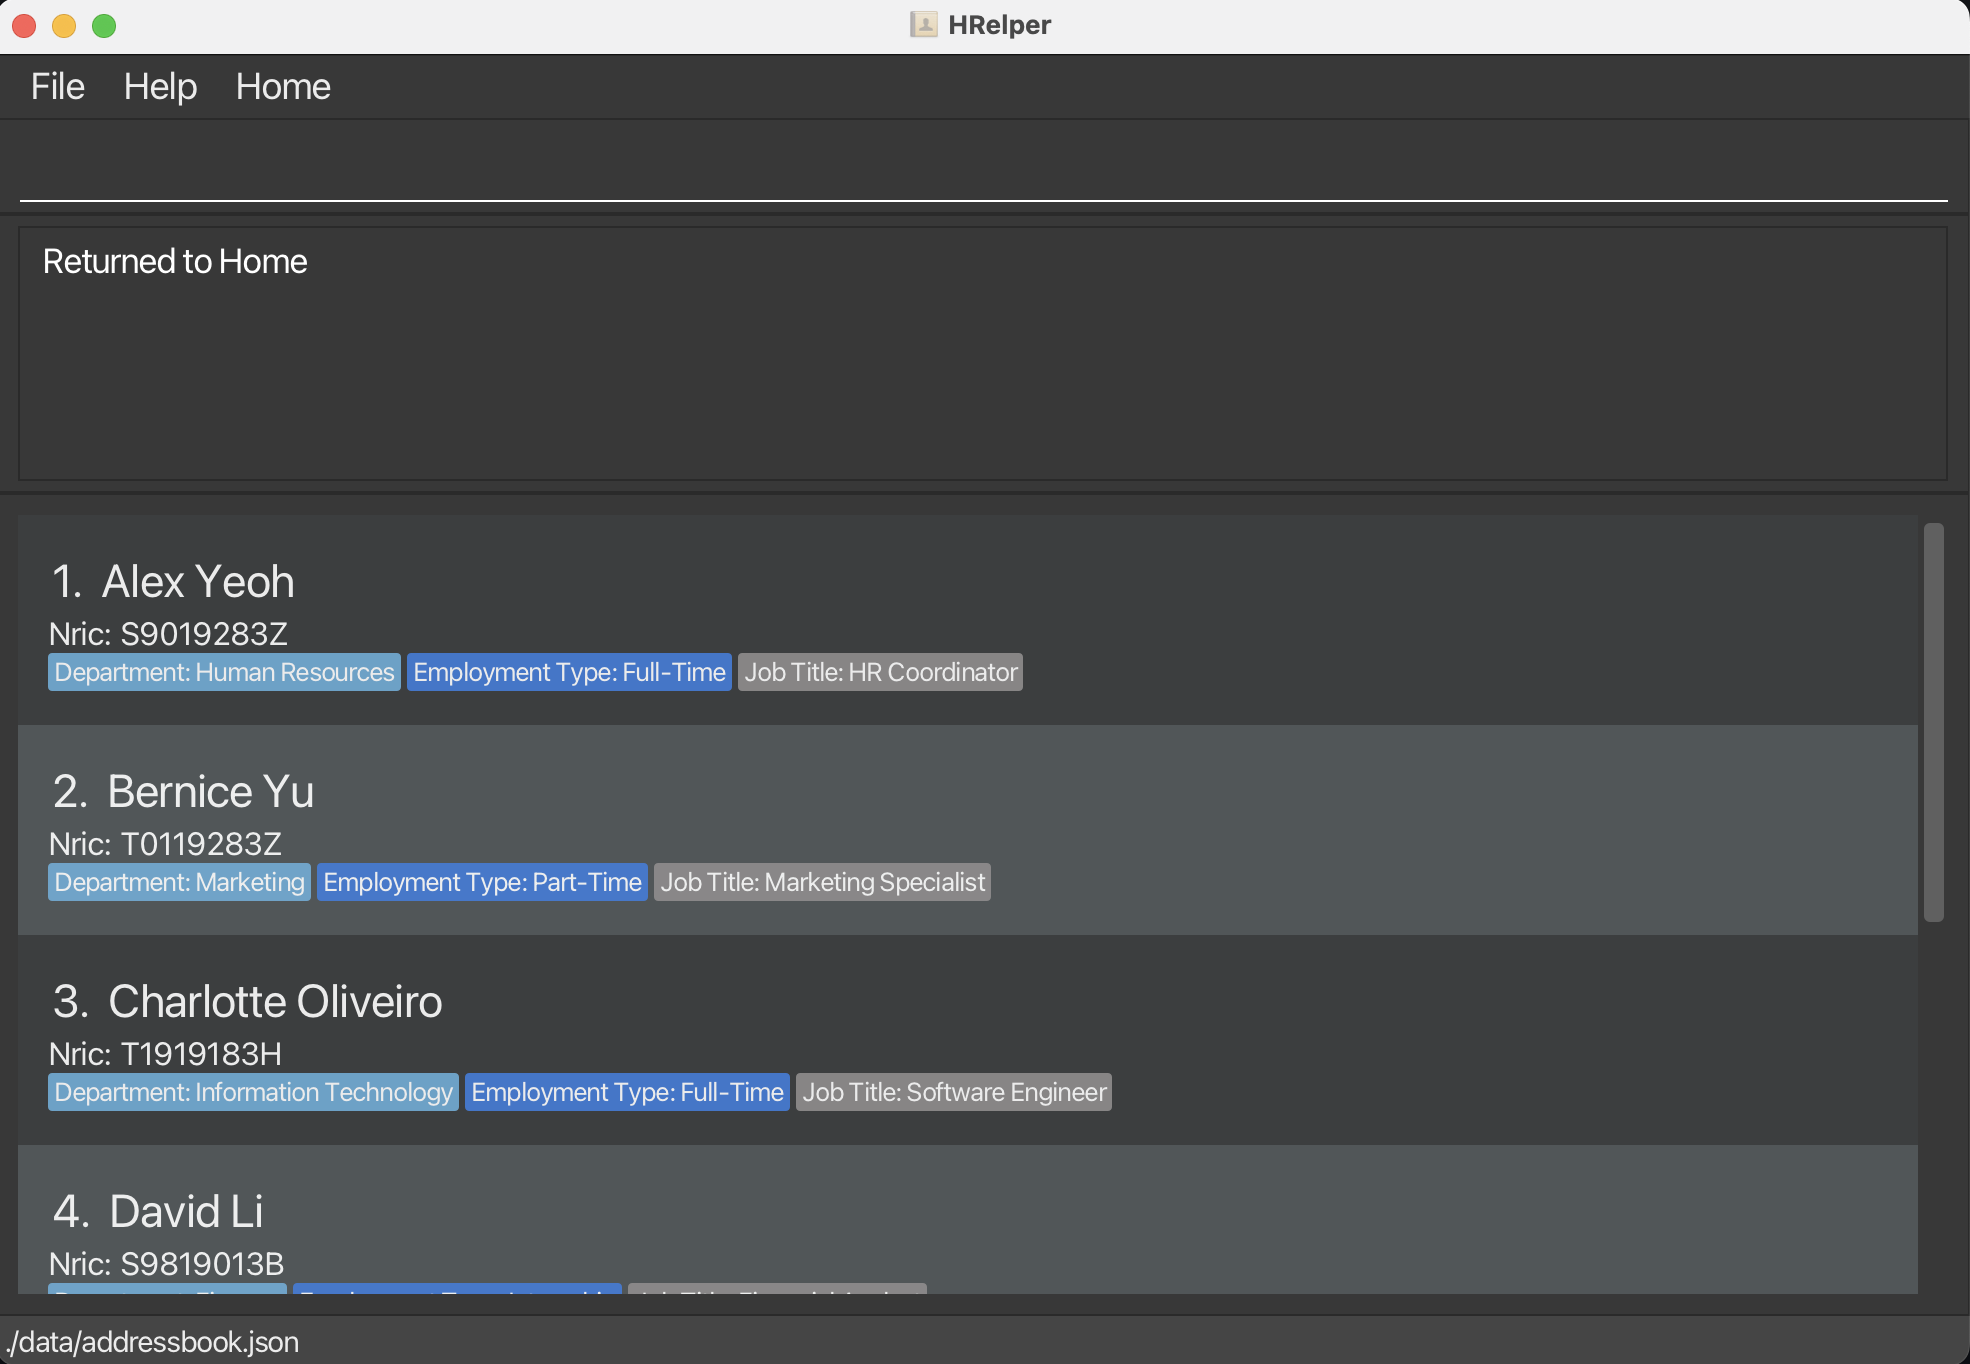 HRelper
File Help Home
Returned to Home
1. Alex Yeoh
Nric: S9019283Z
Department: Human Resources Employment Type: Full-Time Job Title: HR Coordinator
2. Bernice Yu
Nric: T0119283Z
Department: Marketing Employment Type: Part-Time Job Title: Marketing Specialist
3. Charlotte Oliveiro
Nric: T1919183H
Department: Information Technology Employment Type: Full-Time Job Title: Software Engineer
4. David Li
Nric: S9819013B
./data/addressbook.json